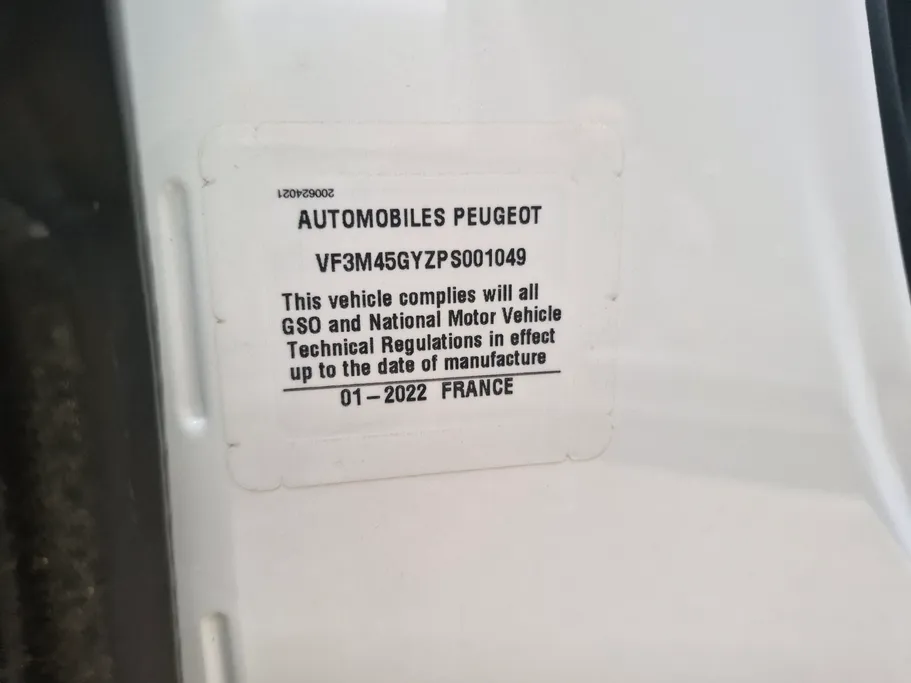 200624021
AUTOMOBILES PEUGEOT
VF3M45GYZPS001049
This vehicle complies will all
GSO and National Motor Vehicle
Technical Regulations in effect
up to the date of manufacture
01-2022 FRANCE